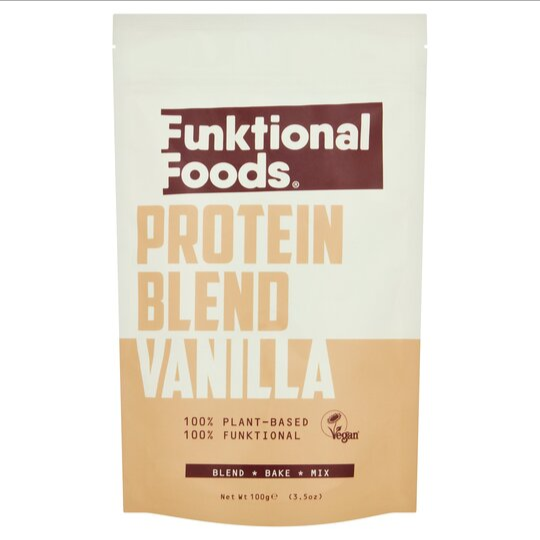 Funktional
Foods®
PROTEIN
BLEND
VANILLA
100% PLANT-BASED
100% FUNKTIONAL
Vegan
BLEND ★ BAKE ★ MIX
Net Wt 100g℮ (3,5oz)